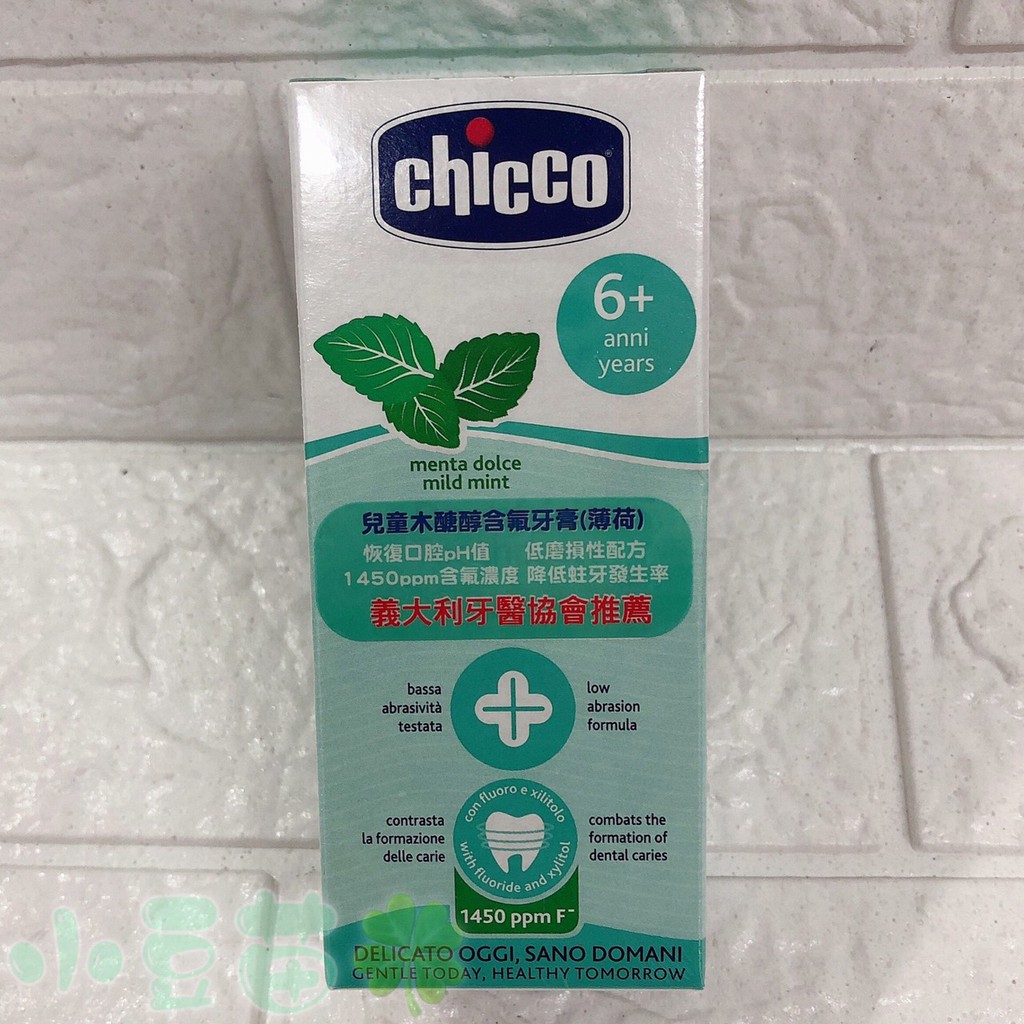 chicco®
6+
anni
years
menta dolce
mild mint
兒童木醣醇含氟牙膏(薄荷)
恢復口腔pH值 低磨損性配方
1450ppm含氟濃度 降低蛀牙發生率
義大利牙醫協會推薦
bassa
abrasività
testata
low
abrasion
formula
contrasta
la formazione
delle carie
con fluoro e xilitolo
with fluoride and xylitol
combats the
formation of
dental caries
1450 ppm F⁻
DELICATO OGGI, SANO DOMANI
GENTLE TODAY, HEALTHY TOMORROW
小豆苗